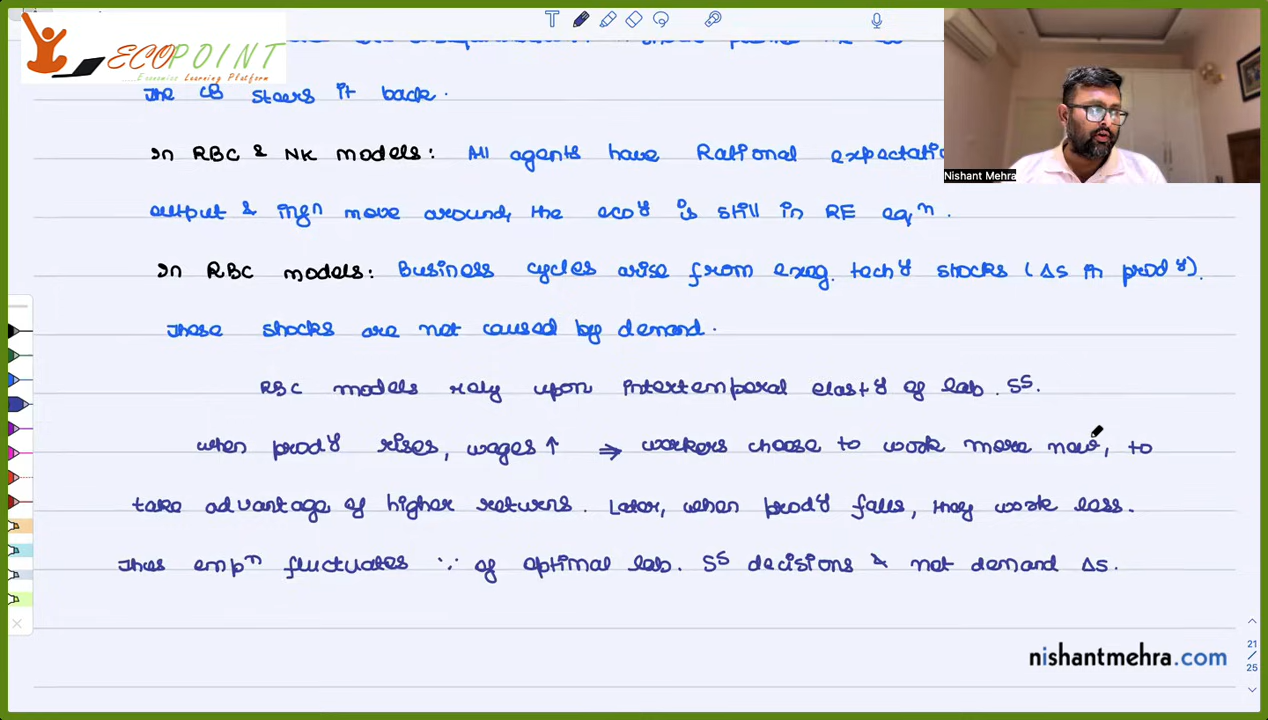 ECOPOINT
Economics Learning Platform
The CB steers it back.
In RBC & NK models: All agents have Rational
Nishant Mehra
output & ingⁿ move around, the ecoʸ is still in RE eqⁿ.
In RBC models: Business cycles arise from exog. techʸ shocks (Δs in prodʸ).
These shocks are not caused by demand.
RBC models rely upon intertemporal elastʸ of lab. SS.
when prodʸ rises, wages ↑ ⇒ workers choose to work more now, to
take advantage of higher returns. Later, when prodʸ falls, they work less.
Thus empⁿ fluctuates ∵ of optimal lab. SS decisions & not demand Δs.
nishantmehra.com
21
/
25